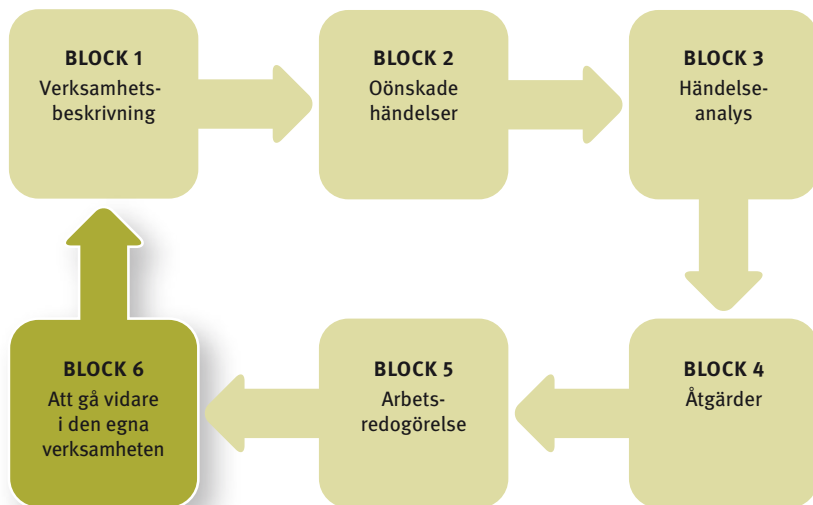 BLOCK 1
Verksamhets-
beskrivning
BLOCK 2
Oönskade
händelser
BLOCK 3
Händelse-
analys
BLOCK 4
Åtgärder
BLOCK 5
Arbets-
redogörelse
BLOCK 6
Att gå vidare
i den egna
verksamheten